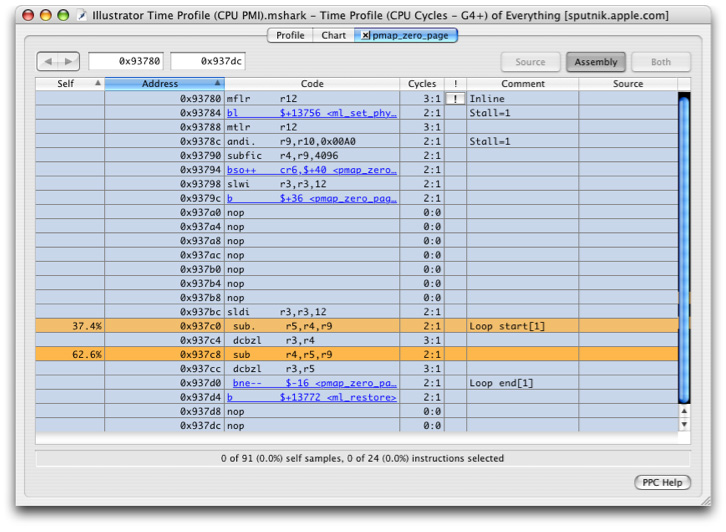 Illustrator Time Profile (CPU PMI).mshark - Time Profile (CPU Cycles - G4+) of Everything [sputnik.apple.com]
Profile Chart pmap_zero_page
0x93780 0x937dc Source Assembly Both
Self Address Code Cycles ! Comment Source
0x93780 mflr r12 3:1 ! Inline
0x93784 bl $+13756 <ml_set_phy… 2:1 Stall=1
0x93788 mtlr r12 3:1
0x9378c andi. r9,r10,0x00A0 2:1 Stall=1
0x93790 subfic r4,r9,4096 2:1
0x93794 bso++ cr6,$+40 <pmap_zero… 2:1
0x93798 slwi r3,r3,12 2:1
0x9379c b $+36 <pmap_zero_pag… 2:1
0x937a0 nop 0:0
0x937a4 nop 0:0
0x937a8 nop 0:0
0x937ac nop 0:0
0x937b0 nop 0:0
0x937b4 nop 0:0
0x937b8 nop 0:0
0x937bc sldi r3,r3,12 2:1
37.4% 0x937c0 sub. r5,r4,r9 2:1 Loop start[1]
0x937c4 dcbzl r3,r4 3:1
62.6% 0x937c8 sub r4,r5,r9 2:1
0x937cc dcbzl r3,r5 3:1
0x937d0 bne-- $-16 <pmap_zero_pa… 2:1 Loop end[1]
0x937d4 b $+13772 <ml_restore> 2:1
0x937d8 nop 0:0
0x937dc nop 0:0
0 of 91 (0.0%) self samples, 0 of 24 (0.0%) instructions selected
PPC Help